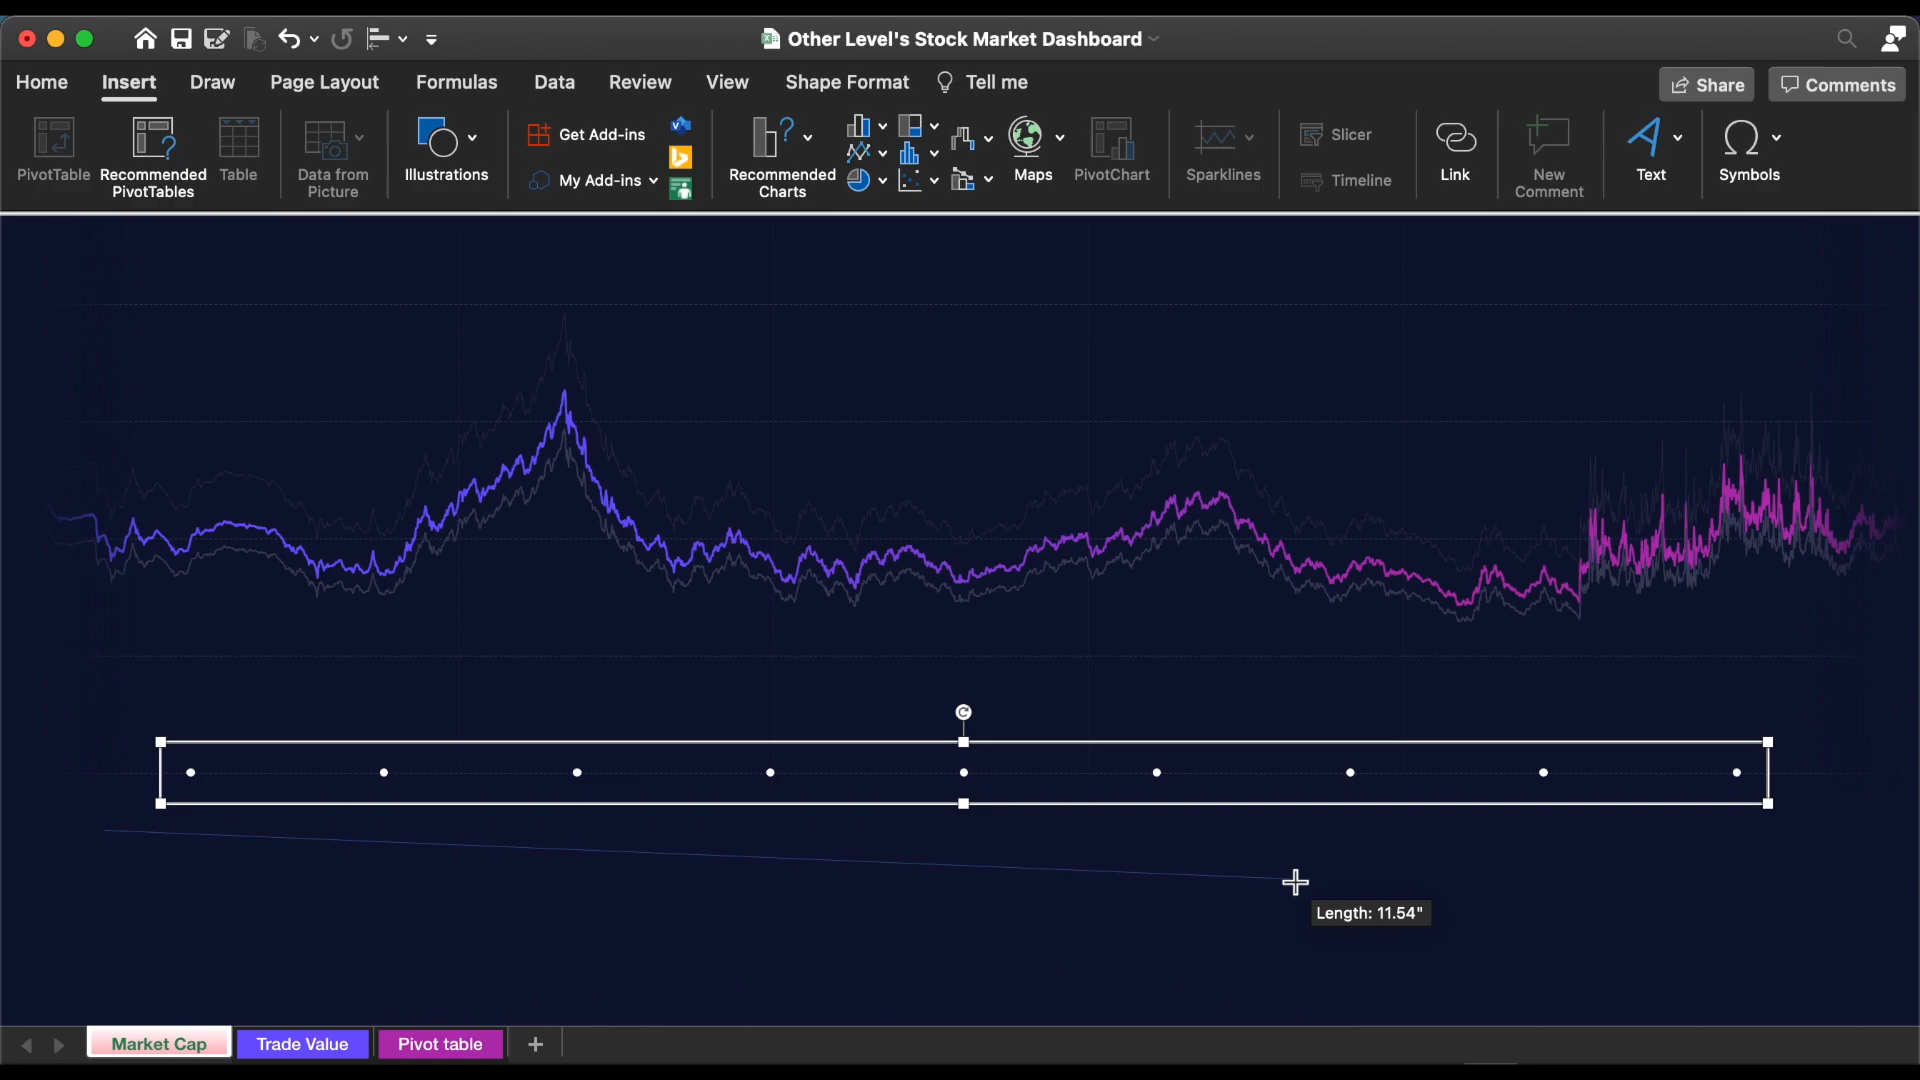 Other Level's Stock Market Dashboard
Home Insert Draw Page Layout Formulas Data Review View Shape Format Tell me Share Comments
PivotTable
Recommended
PivotTables
Table
Data from
Picture
Illustrations
Get Add-ins
My Add-ins
Recommended
Charts
Maps
PivotChart
Sparklines
Slicer
Timeline
Link
New
Comment
Text
Symbols
Length: 11.54"
Market Cap Trade Value Pivot table